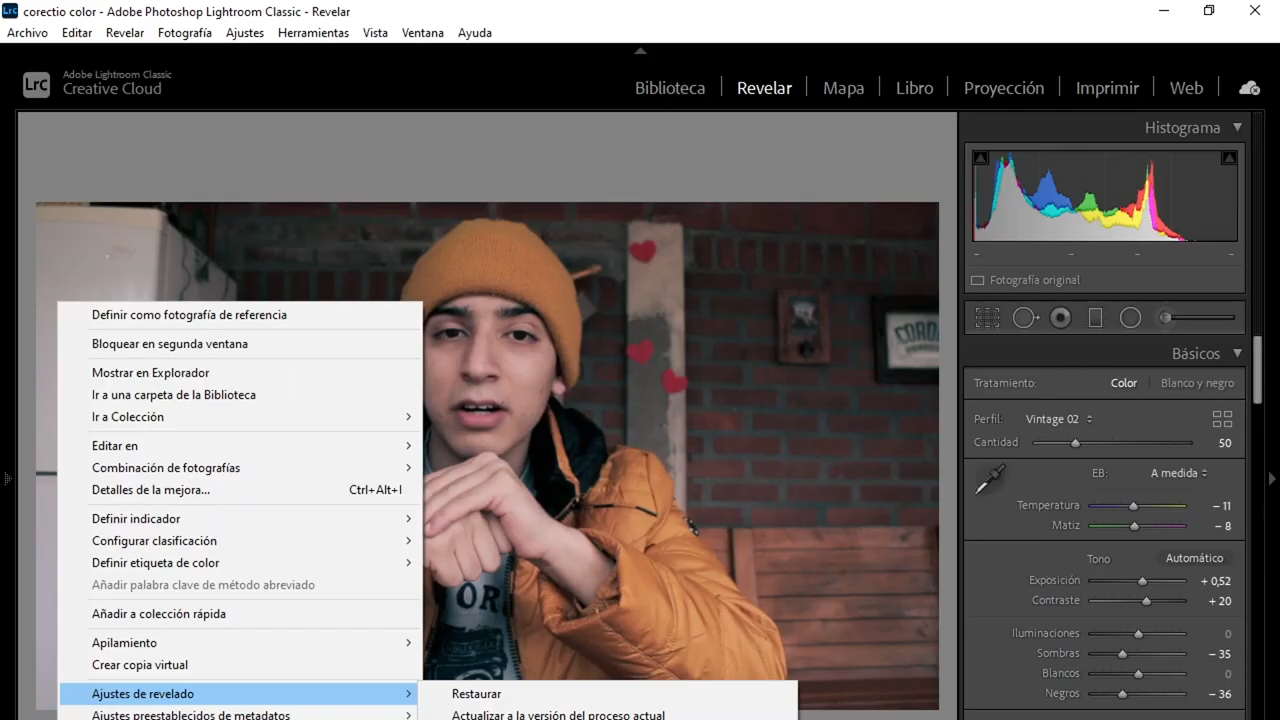 Lrc corectio color - Adobe Photoshop Lightroom Classic - Revelar
Archivo Editar Revelar Fotografía Ajustes Herramientas Vista Ventana Ayuda
Lrc Adobe Lightroom Classic
Creative Cloud
Biblioteca Revelar Mapa Libro Proyección Imprimir Web
Histograma
Fotografía original
Básicos
Tratamiento: Color Blanco y negro
Perfil: Vintage 02
Cantidad 50
EB: A medida
Temperatura – 11
Matiz – 8
Tono Automático
Exposición + 0,52
Contraste + 20
Iluminaciones 0
Sombras – 35
Blancos 0
Negros – 36
Definir como fotografía de referencia
Bloquear en segunda ventana
Mostrar en Explorador
Ir a una carpeta de la Biblioteca
Ir a Colección
Editar en
Combinación de fotografías
Detalles de la mejora... Ctrl+Alt+I
Definir indicador
Configurar clasificación
Definir etiqueta de color
Añadir palabra clave de método abreviado
Añadir a colección rápida
Apilamiento
Crear copia virtual
Ajustes de revelado
Ajustes preestablecidos de metadatos
Restaurar
Actualizar a la versión del proceso actual
OR